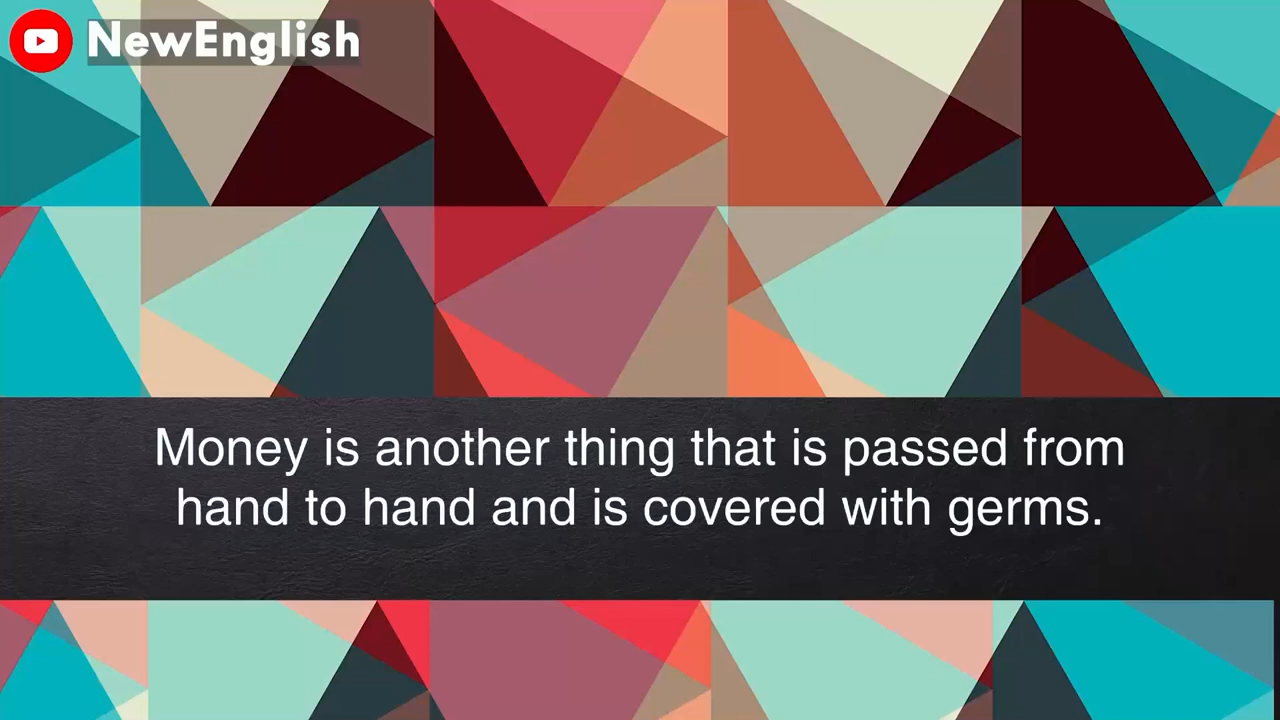 NewEnglish
Money is another thing that is passed from
hand to hand and is covered with germs.